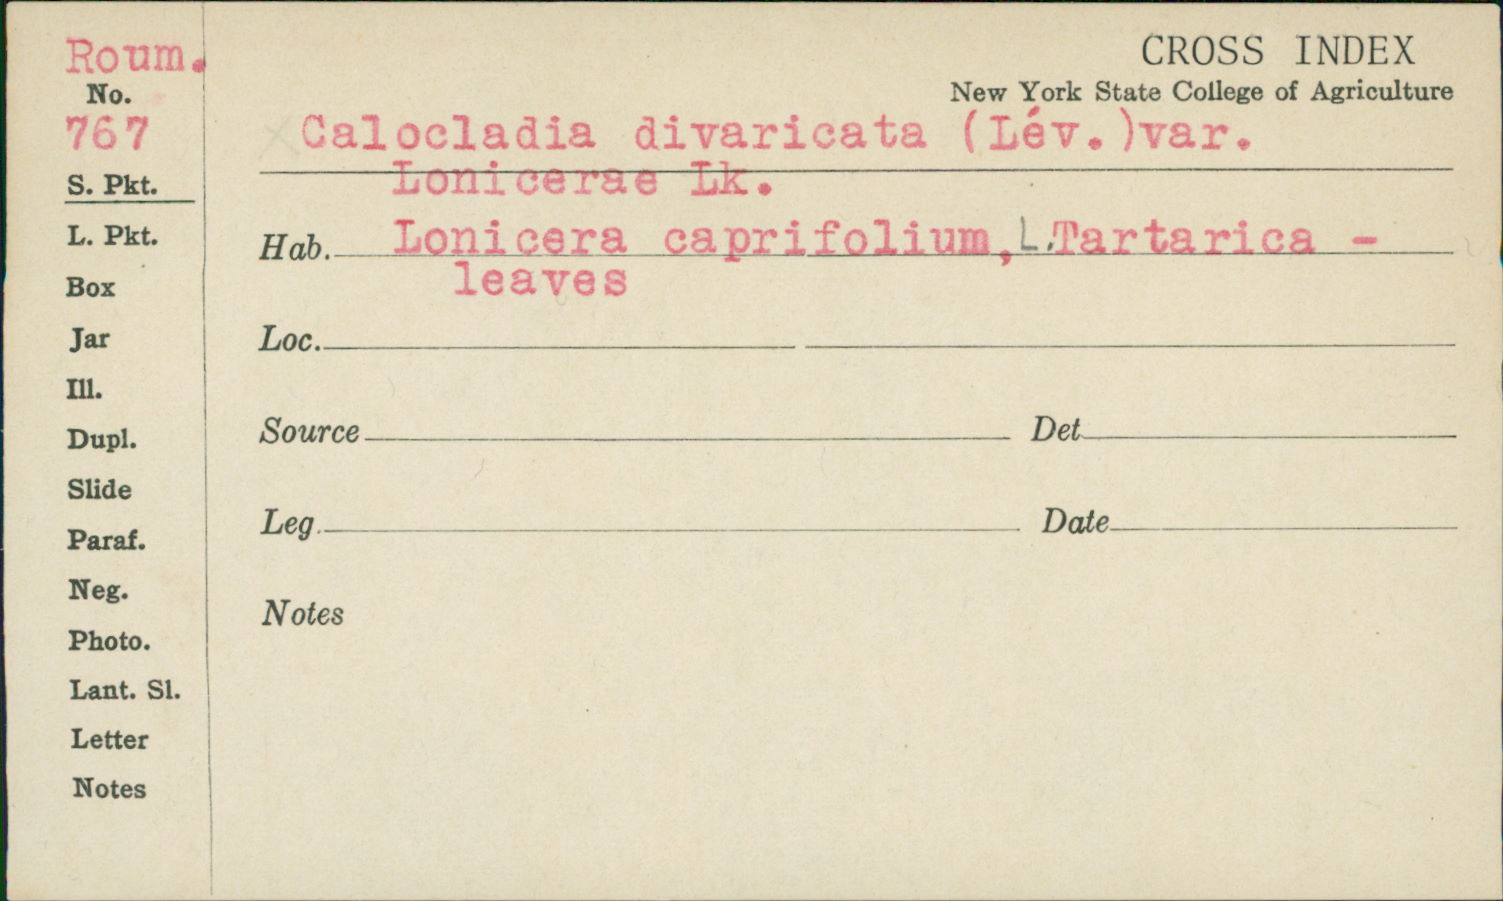 Roum.
No.
767
S. Pkt.
L. Pkt.
Box
Jar
Ill.
Dupl.
Slide
Paraf.
Neg.
Photo.
Lant. Sl.
Letter
Notes
CROSS INDEX
New York State College of Agriculture
Calocladia divaricata (Lév.)var.
Lonicerae Lk.
Hab. Lonicera caprifolium, L. Tartarica -
leaves
Loc.
Source Det
Leg. Date
Notes